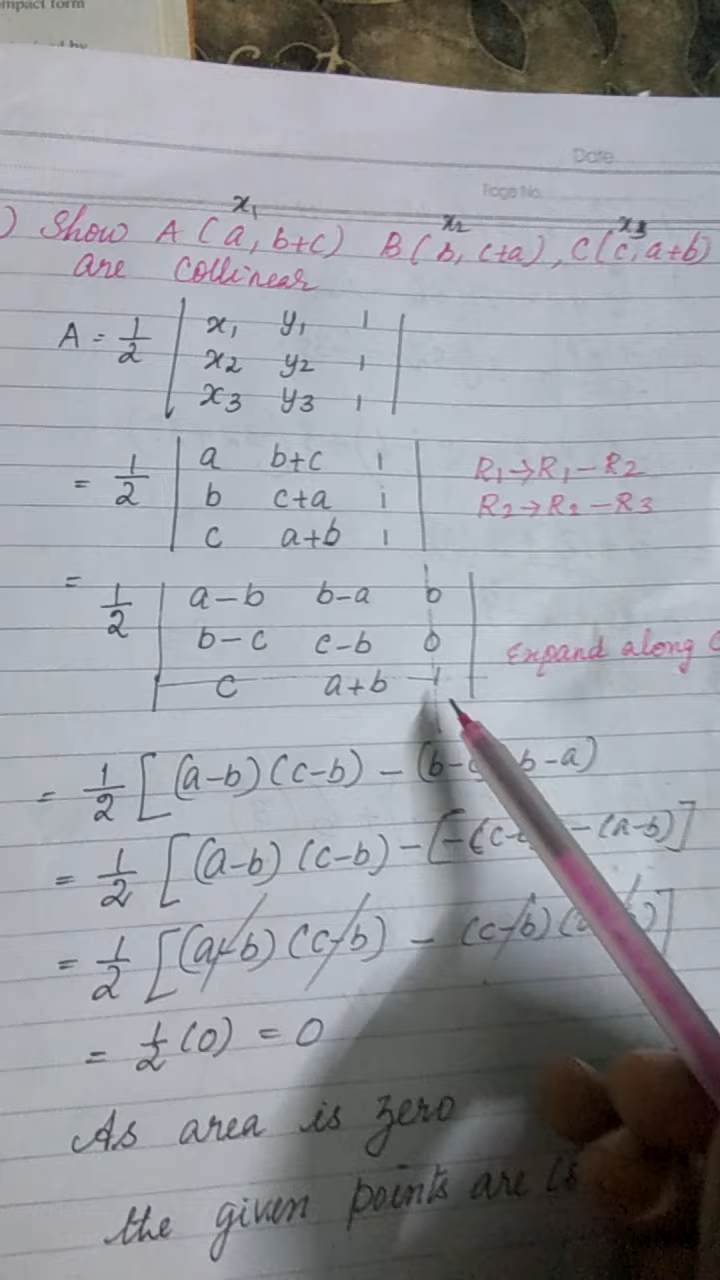 mpact form
Date
Page No.
x₁ x₂ x₃
) Show A (a, b+c) B(b, c+a), C(c, a+b)
are collinear
A = 1/2 | x₁ y₁ 1 |
| x₂ y₂ 1 |
| x₃ y₃ 1 |
= 1/2 | a b+c 1 | R₁→R₁−R₂
| b c+a 1 | R₂→R₂−R₃
| c a+b 1 |
= 1/2 | a−b b−a 0 |
| b−c c−b 0 | Expand along
| c a+b 1 |
= 1/2 [ (a−b)(c−b) − (b− b−a)
= 1/2 [ (a−b)(c−b) − [−(c− −(a−b)]
= 1/2 [ (a−b)(c−b) − (c−b)( ]
= 1/2 (0) = 0
As area is zero
the given points are